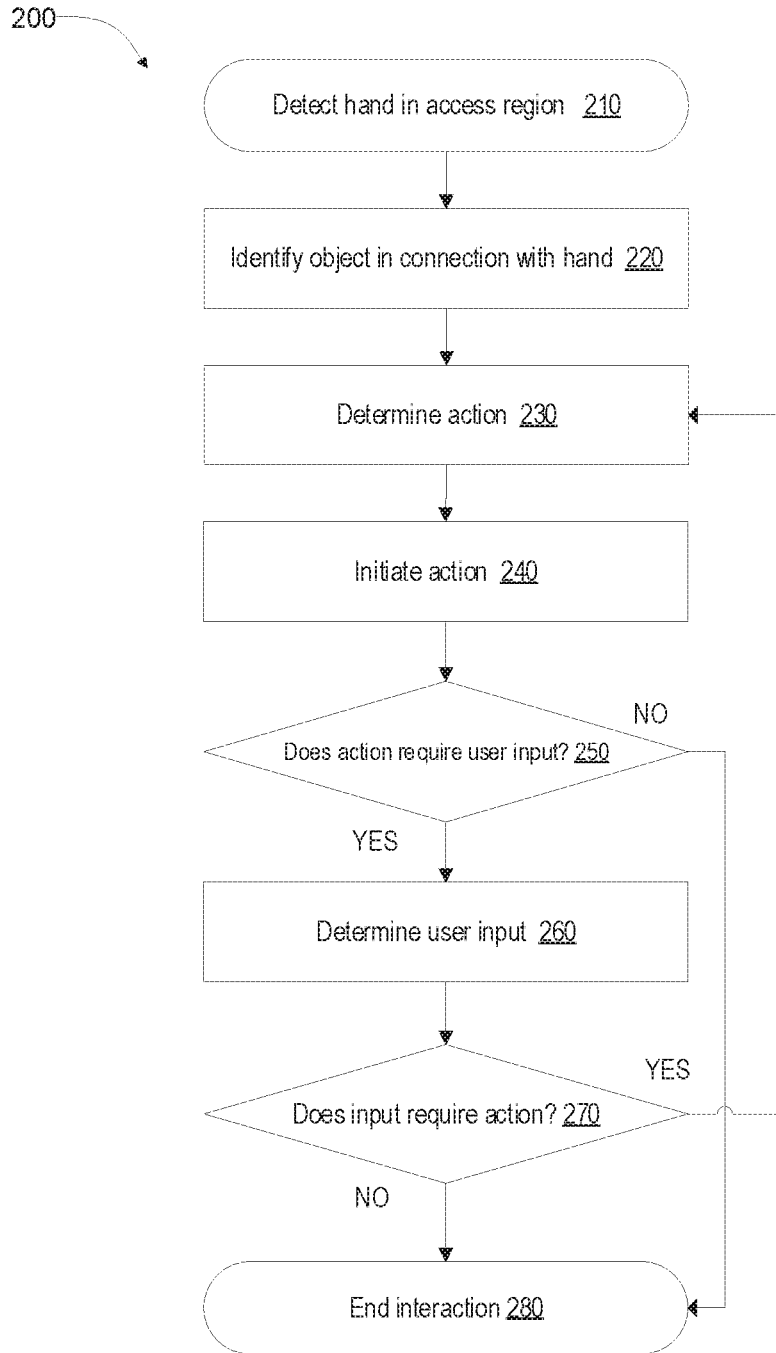 200
Detect hand in access region 210
Identify object in connection with hand 220
Determine action 230
Initiate action 240
NO
Does action require user input? 250
YES
Determine user input 260
YES
Does input require action? 270
NO
End interaction 280